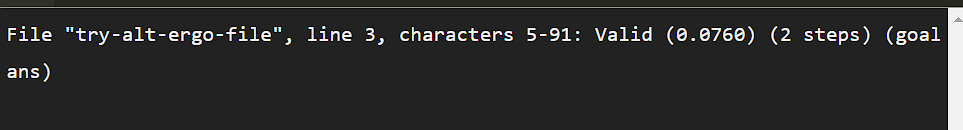 File "try-alt-ergo-file", line 3, characters 5-91: Valid (0.0760) (2 steps) (goal
ans)